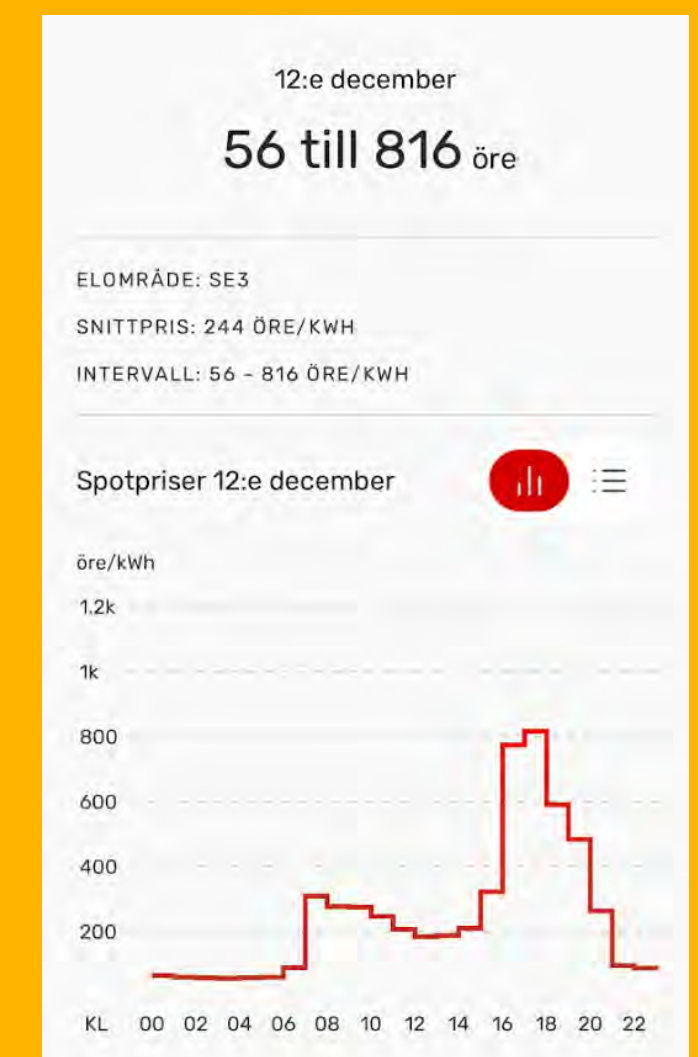 12:e december
56 till 816 öre
ELOMRÅDE: SE3
SNITTPRIS: 244 ÖRE/KWH
INTERVALL: 56 – 816 ÖRE/KWH
Spotpriser 12:e december
öre/kWh
1.2k
1k
800
600
400
200
KL 00 02 04 06 08 10 12 14 16 18 20 22